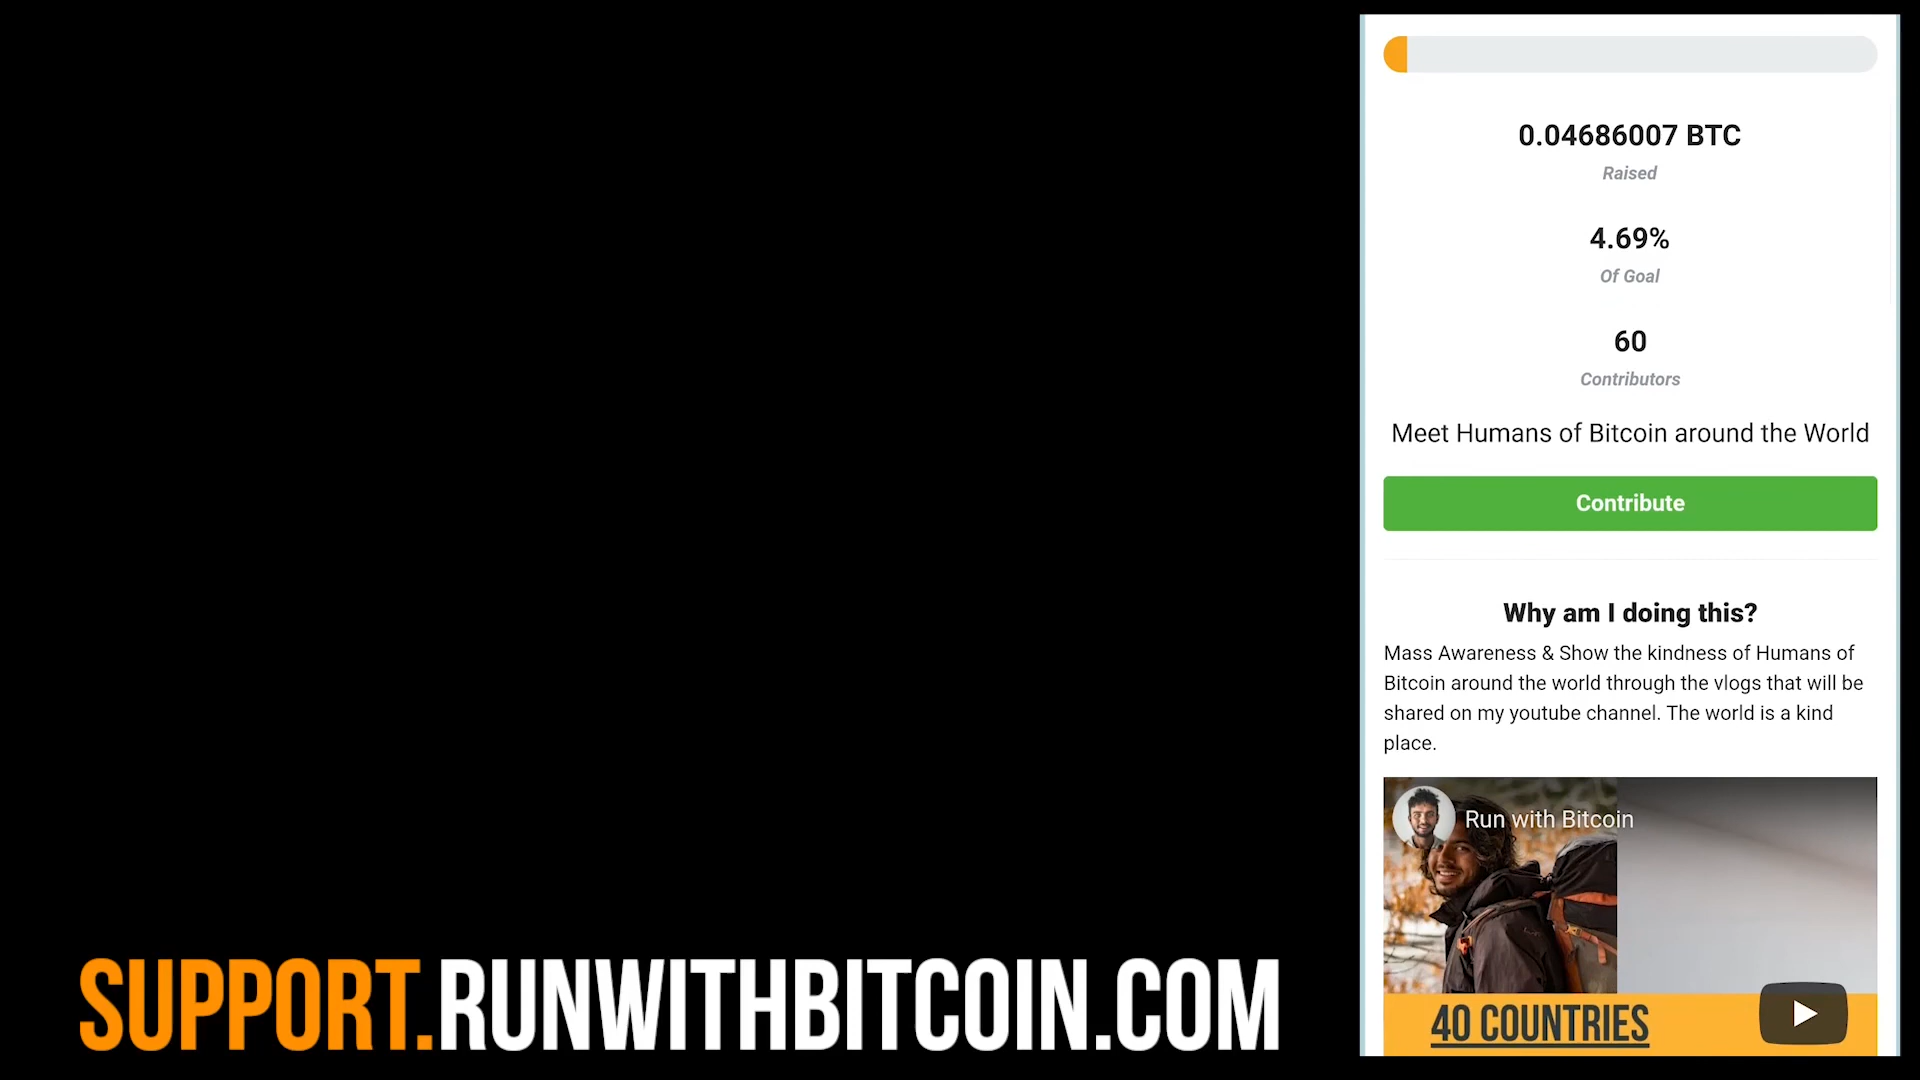 0.04686007 BTC
Raised
4.69%
Of Goal
60
Contributors
Meet Humans of Bitcoin around the World
Contribute
Why am I doing this?
Mass Awareness & Show the kindness of Humans of
Bitcoin around the world through the vlogs that will be
shared on my youtube channel. The world is a kind
place.
Run with Bitcoin
40 COUNTRIES
SUPPORT.RUNWITHBITCOIN.COM